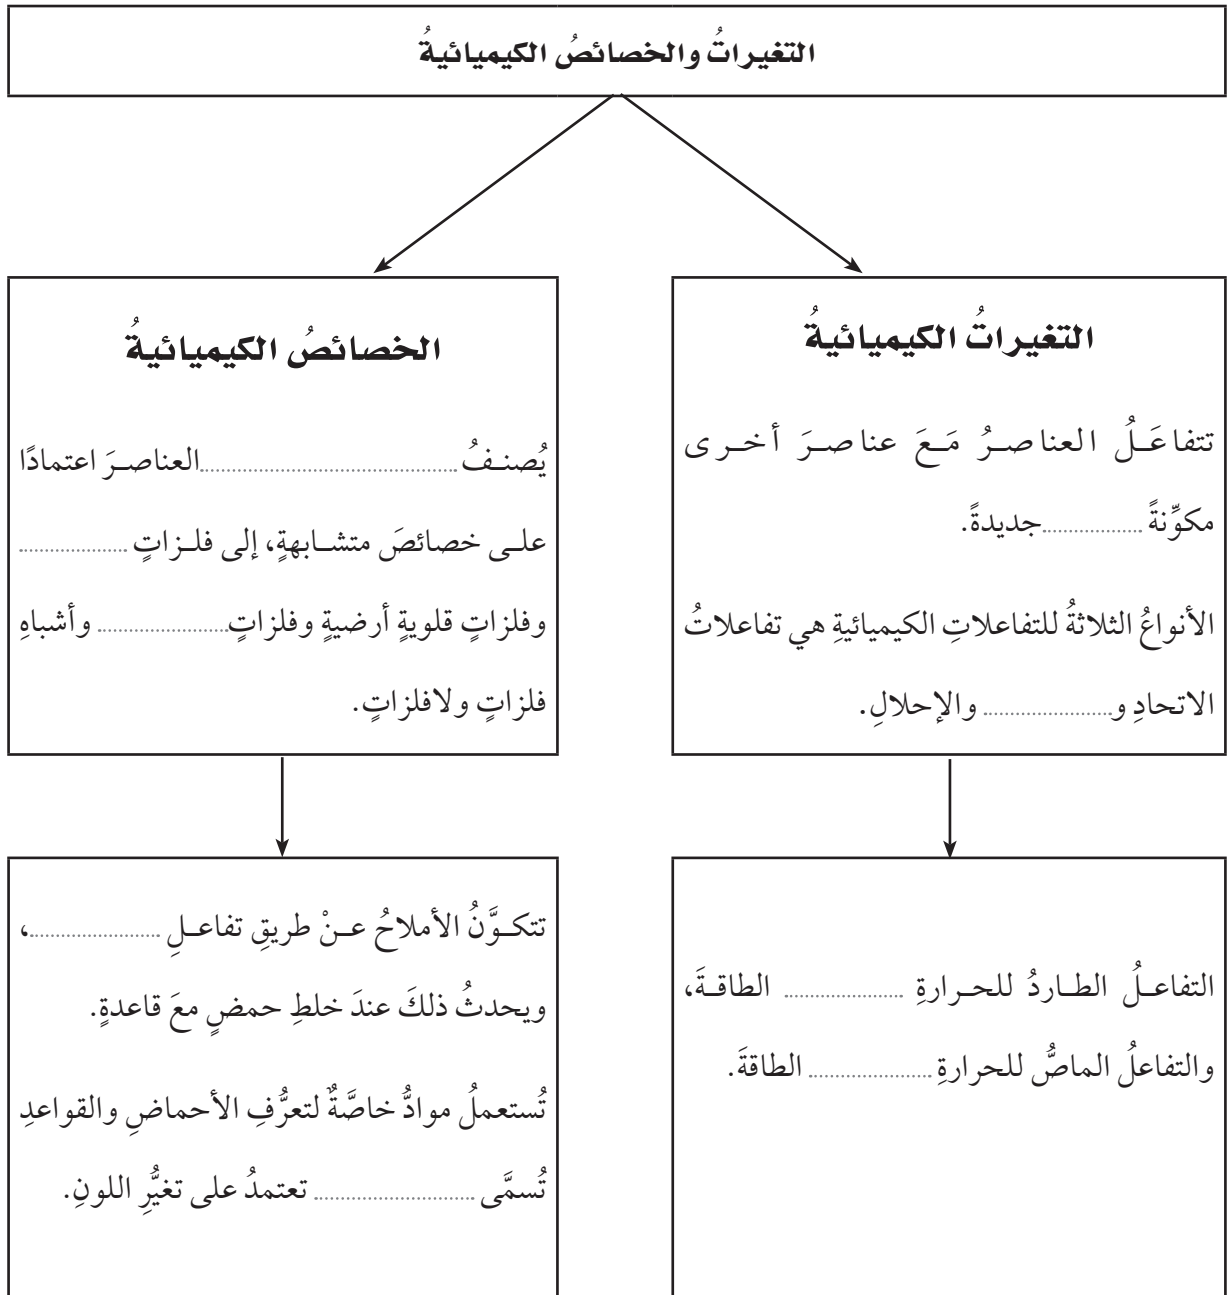 التغيراتُ والخصائصُ الكيميائيةُ
التغيراتُ الكيميائيةُ
تتفاعَلُ العناصرُ مَعَ عناصرَ أخرى
مكوِّنةً ............ جديدةً.
الأنواعُ الثلاثةُ للتفاعلاتِ الكيميائيةِ هي تفاعلاتُ
الاتحادِ و............ والإحلالِ.
التفاعلُ الطاردُ للحرارةِ ............ الطاقةَ،
والتفاعلُ الماصُّ للحرارةِ ............ الطاقةَ.
الخصائصُ الكيميائيةُ
يُصنفُ ............ العناصرَ اعتمادًا
على خصائصَ متشابهةٍ، إلى فلزاتٍ ............
وفلزاتٍ قلويةٍ أرضيةٍ وفلزاتٍ ............ وأشباهِ
فلزاتٍ ولافلزاتٍ.
تتكوَّنُ الأملاحُ عنْ طريقِ تفاعلِ ............،
ويحدثُ ذلكَ عندَ خلطِ حمضٍ معَ قاعدةٍ.
تُستعملُ موادُّ خاصَّةٌ لتعرُّفِ الأحماضِ والقواعدِ
تُسمَّى ............ تعتمدُ على تغيُّرِ اللونِ.